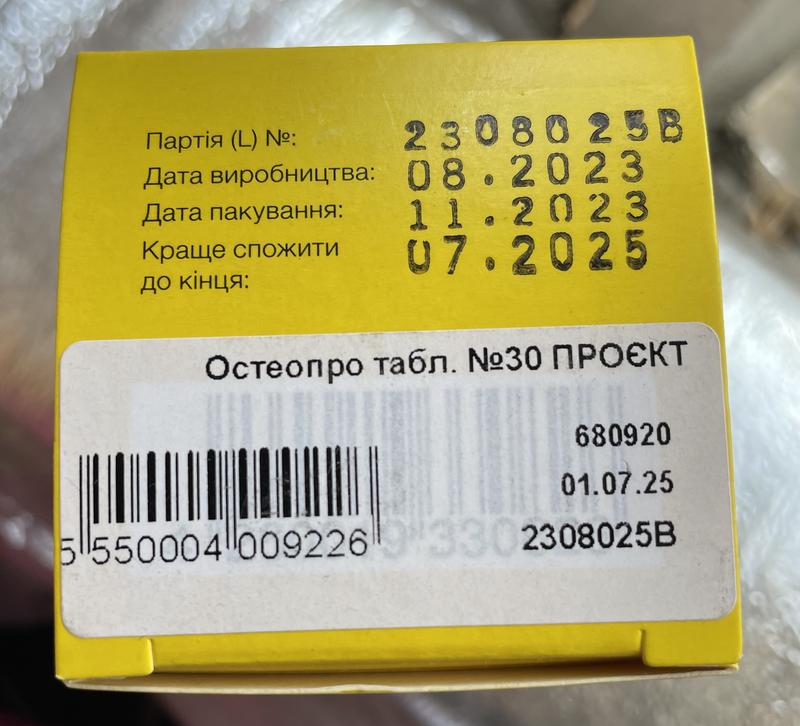 Партія (L) №: 2308025B
Дата виробництва: 08.2023
Дата пакування: 11.2023
Краще спожити 07.2025
до кінця:
Остеопро табл. №30 ПРОЄКТ
680920
01.07.25
2308025B
5 550004 009226